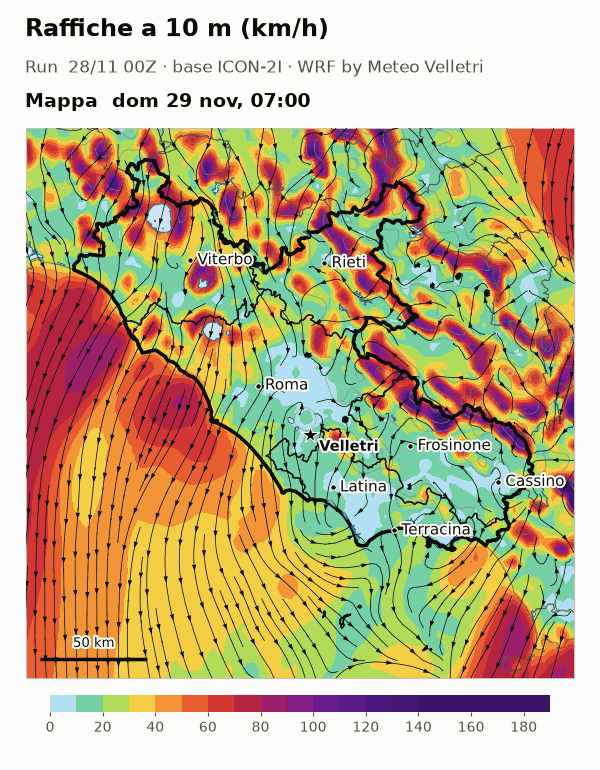 Raffiche a 10 m (km/h)
Run  28/11 00Z · base ICON-2I · WRF by Meteo Velletri
Mappa  dom 29 nov, 07:00
Viterbo
Rieti
Roma
Velletri
Frosinone
Latina
Cassino
Terracina
50 km
0 20 40 60 80 100 120 140 160 180